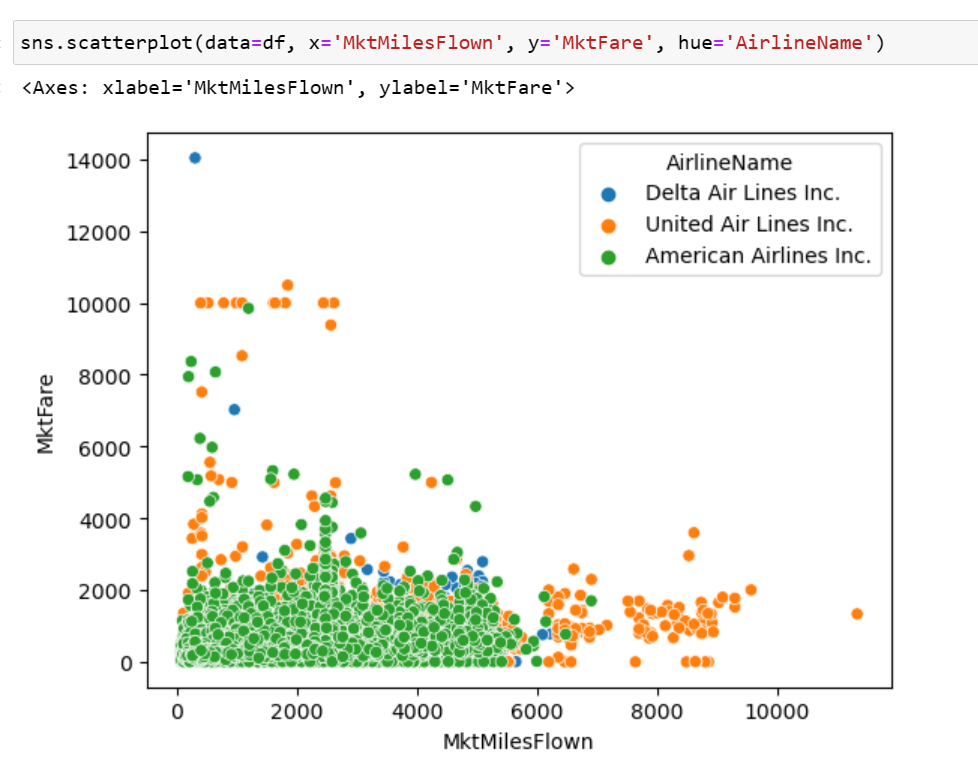 sns.scatterplot(data=df, x='MktMilesFlown', y='MktFare', hue='AirlineName')
<Axes: xlabel='MktMilesFlown', ylabel='MktFare'>
AirlineName
Delta Air Lines Inc.
United Air Lines Inc.
American Airlines Inc.
14000
12000
10000
8000
6000
4000
2000
0
MktFare
0 2000 4000 6000 8000 10000
MktMilesFlown